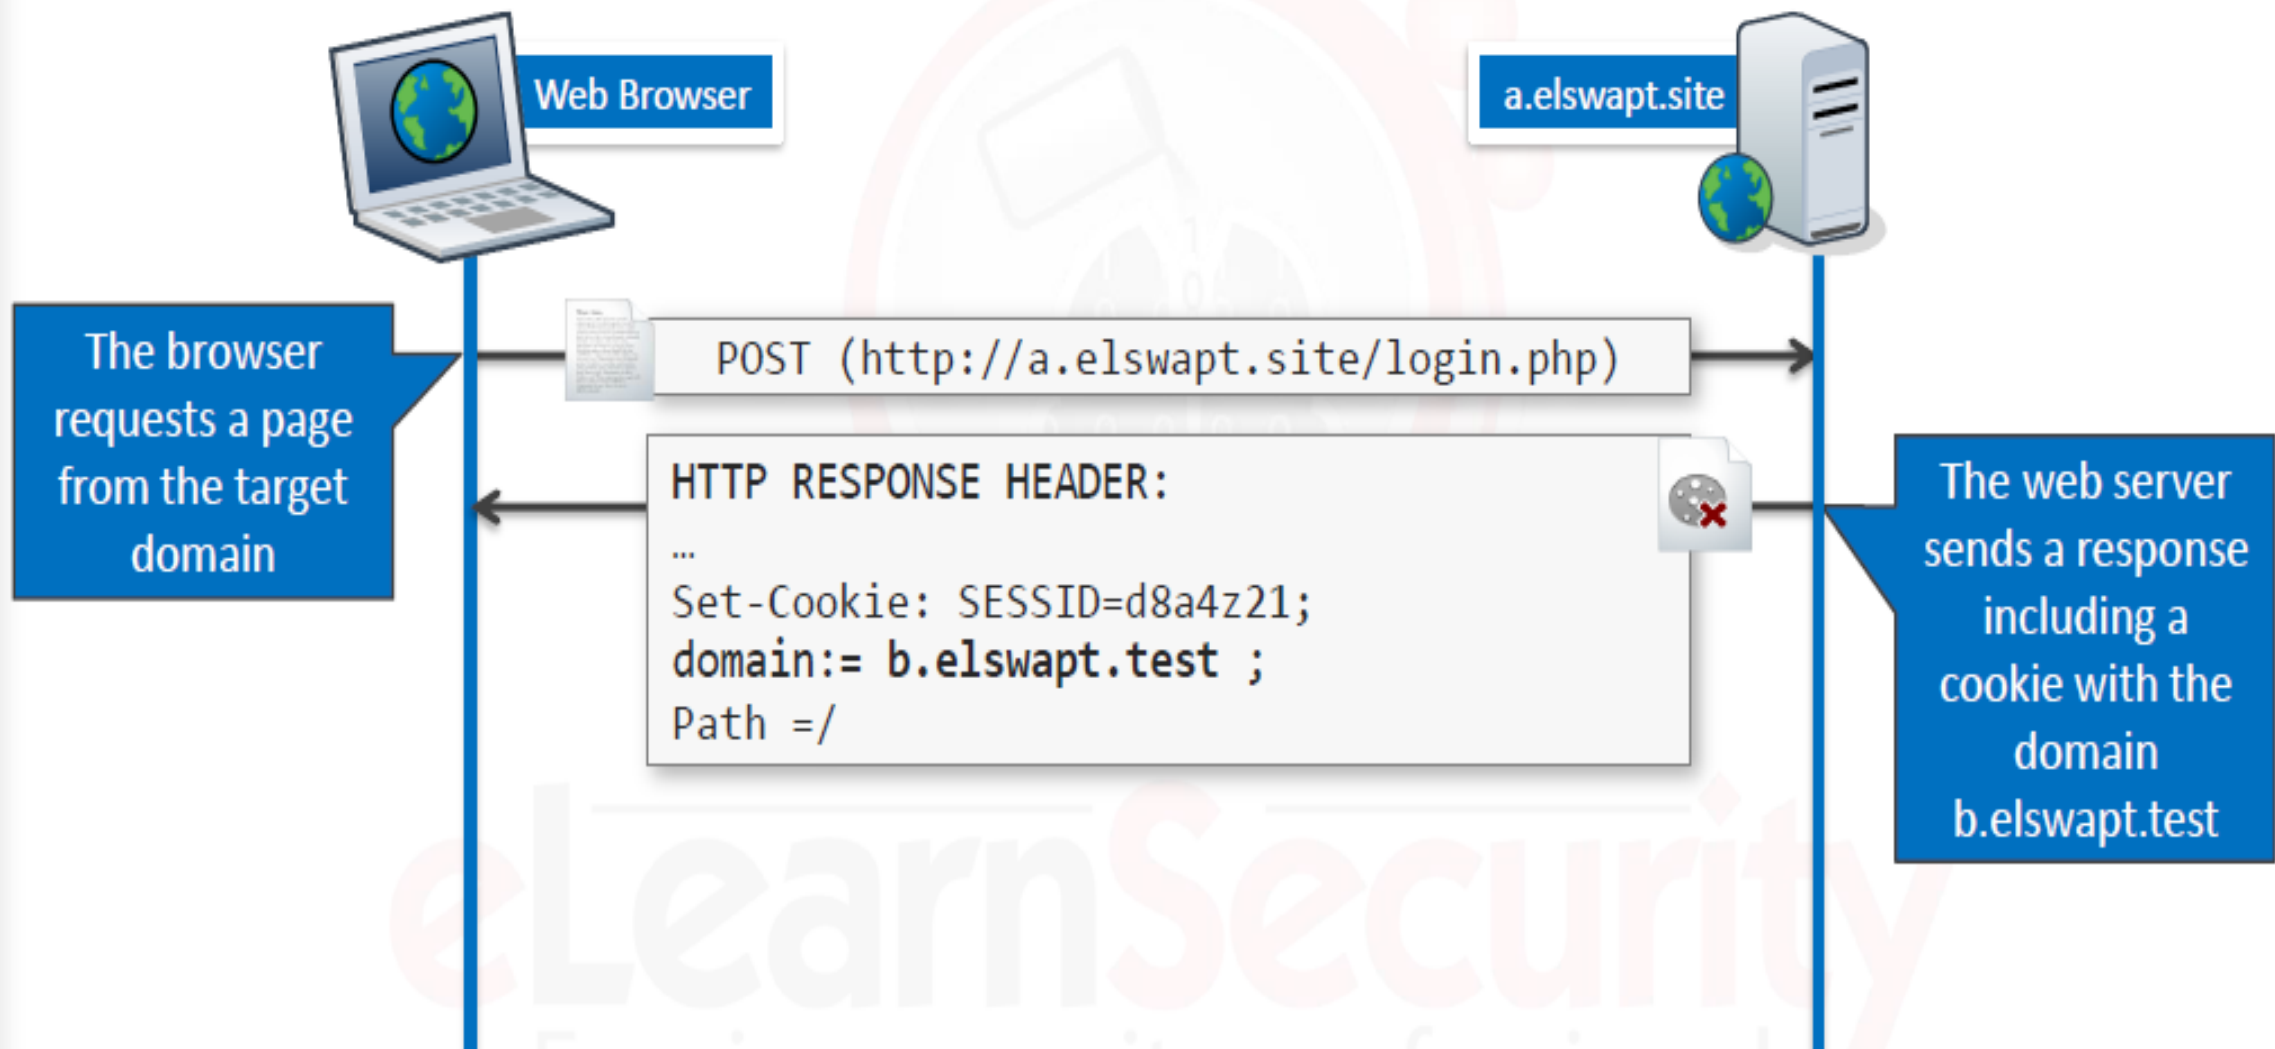 Web Browser
a.elswapt.site
The browser
requests a page
from the target
domain
POST (http://a.elswapt.site/login.php)
HTTP RESPONSE HEADER:
…
Set-Cookie: SESSID=d8a4z21;
domain:= b.elswapt.test ;
Path =/
The web server
sends a response
including a
cookie with the
domain
b.elswapt.test
eLearnSecurity